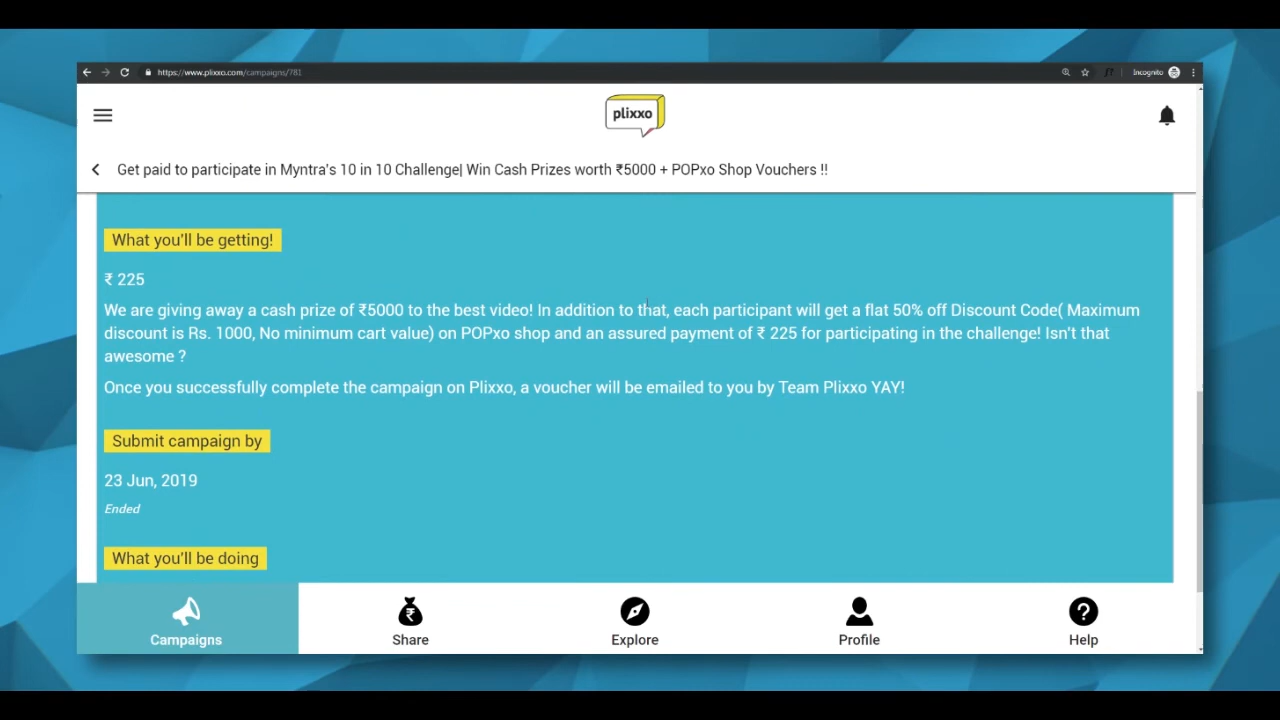 https://www.plixxo.com/campaigns/781
Incognito
plixxo
Get paid to participate in Myntra's 10 in 10 Challenge| Win Cash Prizes worth ₹5000 + POPxo Shop Vouchers !!
What you'll be getting!
₹ 225
We are giving away a cash prize of ₹5000 to the best video! In addition to that, each participant will get a flat 50% off Discount Code( Maximum
discount is Rs. 1000, No minimum cart value) on POPxo shop and an assured payment of ₹ 225 for participating in the challenge! Isn't that
awesome ?
Once you successfully complete the campaign on Plixxo, a voucher will be emailed to you by Team Plixxo YAY!
Submit campaign by
23 Jun, 2019
Ended
What you'll be doing
Campaigns
Share
Explore
Profile
Help